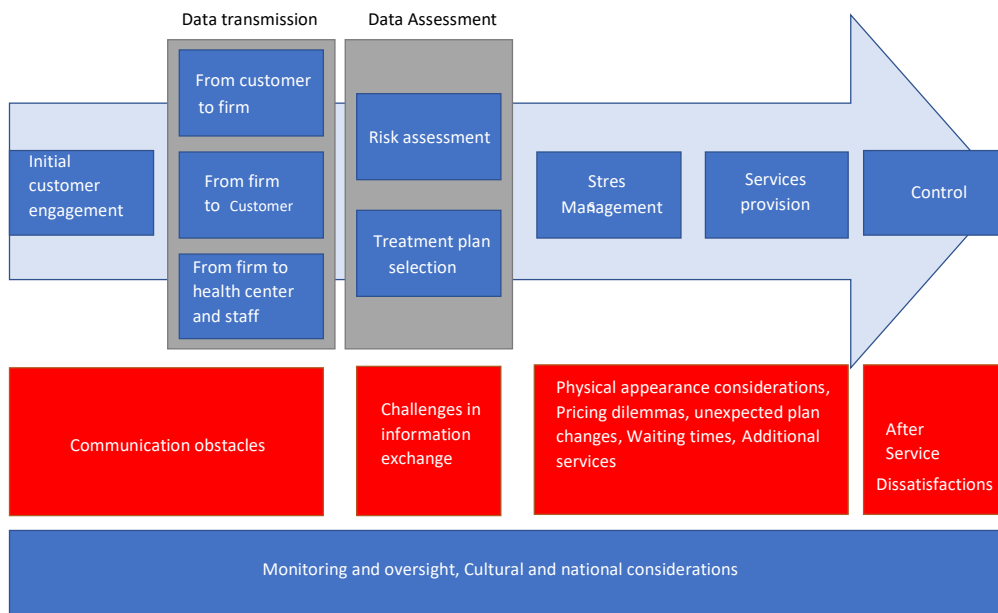 Data transmission
Data Assessment
From customer
to firm
Risk assessment
Initial
customer
engagement
From firm
to Customer
Stres
s
Management
Services
provision
Control
Treatment plan
selection
From firm to
health center
and staff
Communication obstacles
Challenges in
information
exchange
Physical appearance considerations,
Pricing dilemmas, unexpected plan
changes, Waiting times, Additional
services
After
Service
Dissatisfactions
Monitoring and oversight, Cultural and national considerations